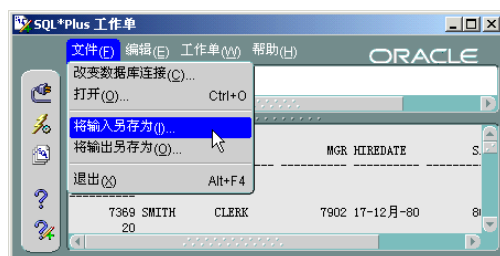 SQL*Plus 工作单
文件(F) 编辑(E) 工作单(W) 帮助(H)
ORACLE
改变数据库连接(C)...
打开(O)... Ctrl+O
将输入另存为(I)...
将输出另存为(O)...
MGR HIREDATE S
退出(X) Alt+F4
7369 SMITH CLERK 7902 17-12月-80 8
20